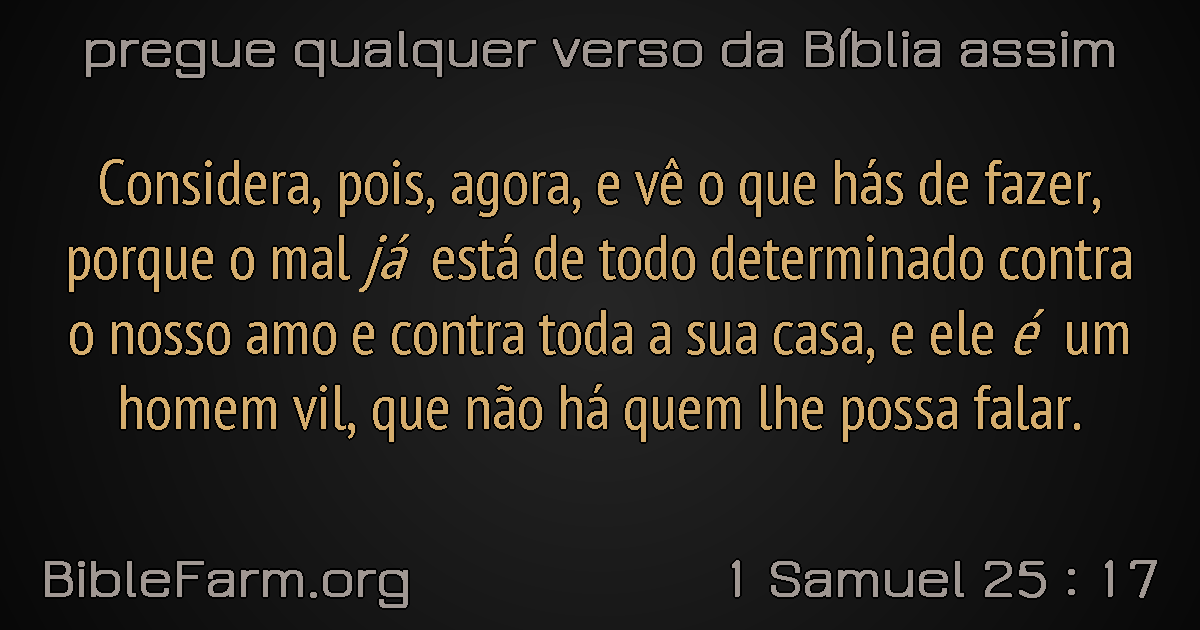 pregue qualquer verso da Bíblia assim
Considera, pois, agora, e vê o que hás de fazer,
porque o mal já está de todo determinado contra
o nosso amo e contra toda a sua casa, e ele é um
homem vil, que não há quem lhe possa falar.
BibleFarm.org
1 Samuel 25 : 17